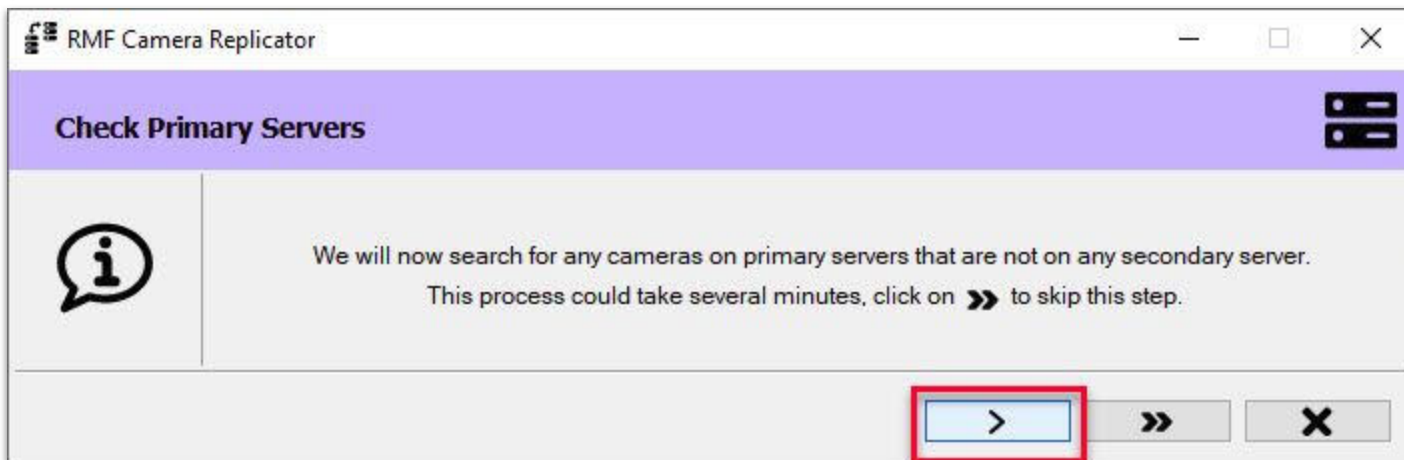 RMF Camera Replicator
Check Primary Servers
We will now search for any cameras on primary servers that are not on any secondary server.
This process could take several minutes, click on » to skip this step.